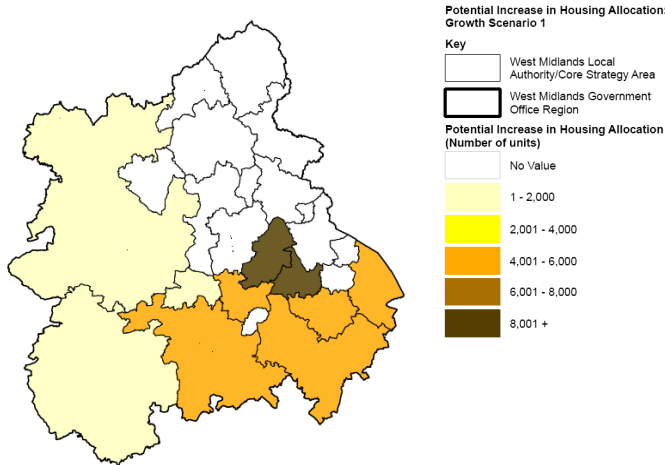 Potential Increase in Housing Allocation:
Growth Scenario 1
Key
West Midlands Local
Authority/Core Strategy Area
West Midlands Government
Office Region
Potential Increase in Housing Allocation
(Number of units)
No Value
1 - 2,000
2,001 - 4,000
4,001 - 6,000
6,001 - 8,000
8,001 +